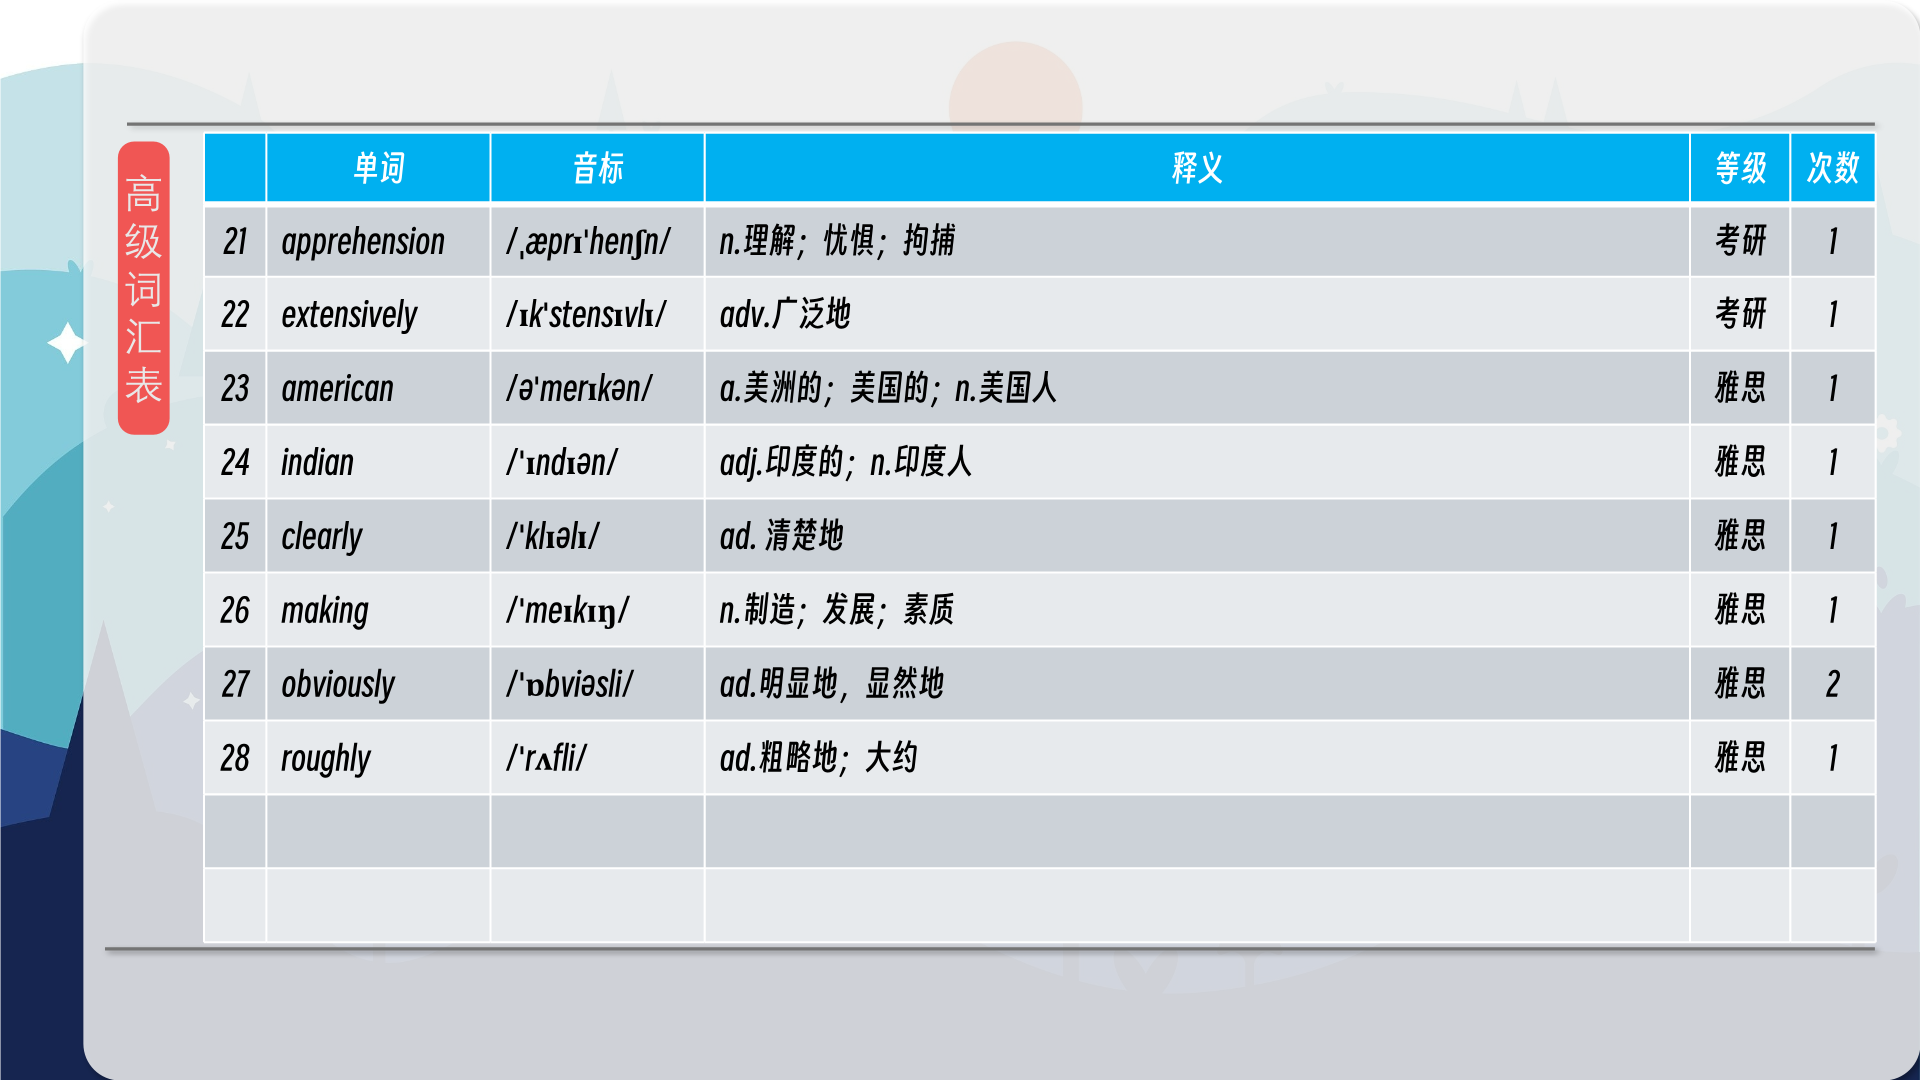 高级词汇表
单词 音标 释义 等级 次数
21 apprehension /ˌæprɪˈhenʃn/ n.理解；忧惧；拘捕 考研 1
22 extensively /ɪkˈstensɪvlɪ/ adv.广泛地 考研 1
23 american /əˈmerɪkən/ a.美洲的；美国的；n.美国人 雅思 1
24 indian /ˈɪndɪən/ adj.印度的；n.印度人 雅思 1
25 clearly /ˈklɪəlɪ/ ad. 清楚地 雅思 1
26 making /ˈmeɪkɪŋ/ n.制造；发展；素质 雅思 1
27 obviously /ˈɒbviəsli/ ad.明显地，显然地 雅思 2
28 roughly /ˈrʌfli/ ad.粗略地；大约 雅思 1